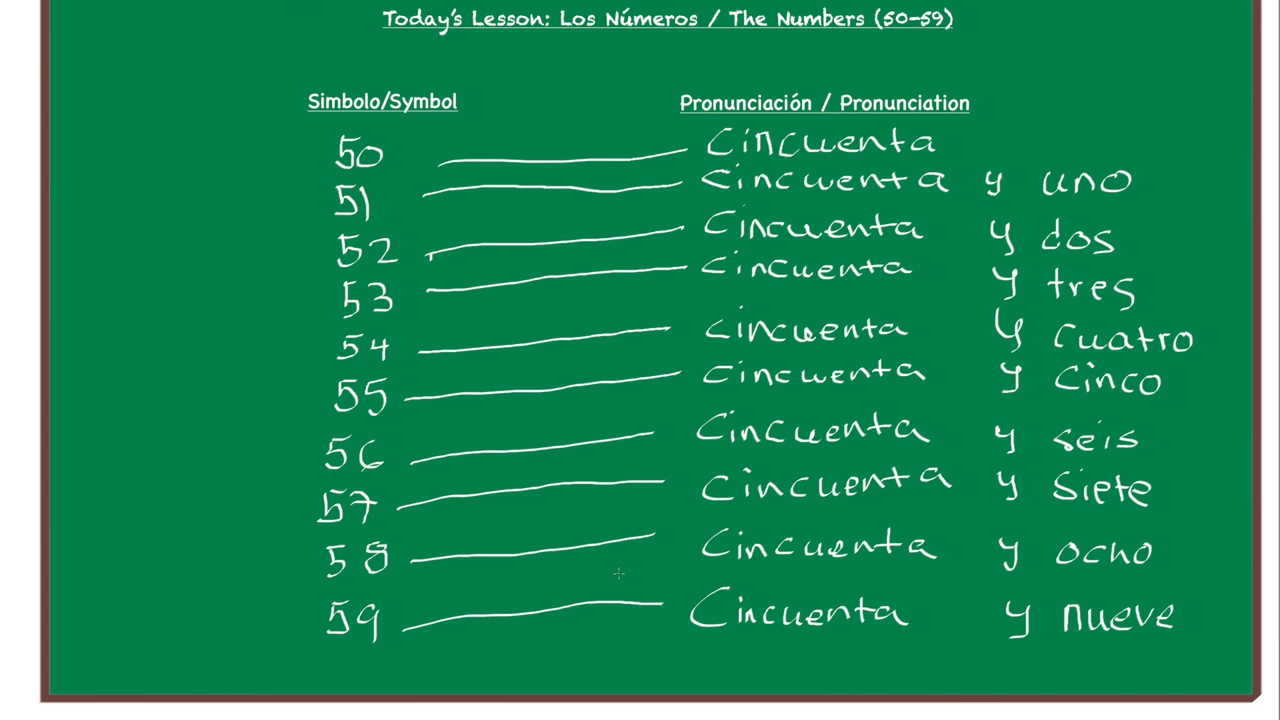 Today's Lesson: Los Números / The Numbers (50-59)
Simbolo/Symbol Pronunciación / Pronunciation
50 Cincuenta
51 Cincuenta y uno
52 Cincuenta y dos
53 Cincuenta y tres
54 Cincuenta y Cuatro
55 Cincuenta y Cinco
56 Cincuenta y seis
57 Cincuenta y Siete
58 Cincuenta y ocho
59 Cincuenta y nueve